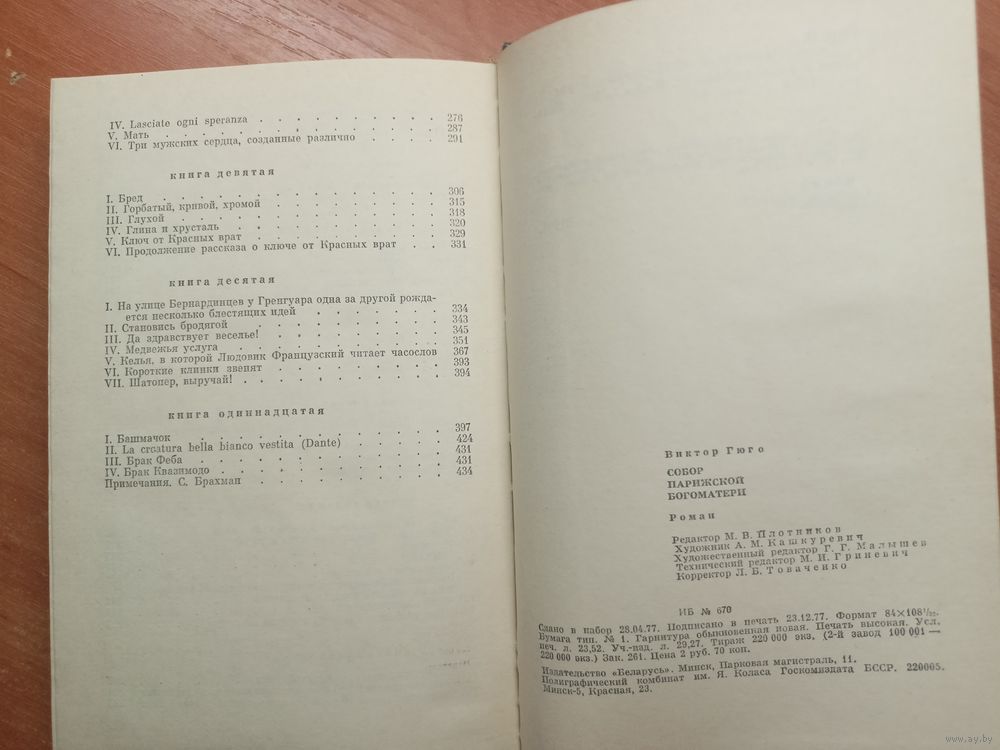 IV. Lasciate ogni speranza . . . . . . . . . 276
V. Мать . . . . . . . . . . . . . 287
VI. Три мужских сердца, созданные различно . . . . 291
книга девятая
I. Бред . . . . . . . . . . . . . 306
II. Горбатый, кривой, хромой . . . . . . . . 315
III. Глухой . . . . . . . . . . . . 318
IV. Глина и хрусталь . . . . . . . . . . 320
V. Ключ от Красных врат . . . . . . . . . 329
VI. Продолжение рассказа о ключе от Красных врат . . 331
книга десятая
I. На улице Бернардинцев у Гренгуара одна за другой рожда-
ется несколько блестящих идей . . . . . . 334
II. Становись бродягой . . . . . . . . . 343
III. Да здравствует веселье! . . . . . . . . 345
IV. Медвежья услуга . . . . . . . . . . 351
V. Келья, в которой Людовик Французский читает часослов 367
VI. Короткие клинки звенят . . . . . . . . 393
VII. Шатопер, выручай! . . . . . . . . . 394
книга одиннадцатая
I. Башмачок . . . . . . . . . . . 397
II. La creatura bella bianco vestita (Dante) . . . . . 424
III. Брак Феба . . . . . . . . . . . 431
IV. Брак Квазимодо . . . . . . . . . . 431
Примечания. С. Брахман . . . . . . . . . 434
Виктор Гюго
СОБОР
ПАРИЖСКОЙ
БОГОМАТЕРИ
Роман
Редактор М. В. Плотников
Художник А. М. Кашкуревич
Художественный редактор Г. Г. Малышев
Технический редактор М. И. Гриневич
Корректор Л. Б. Товаченко
ИБ № 670
Сдано в набор 28.04.77. Подписано в печать 23.12.77. Формат 84×108¹/₃₂.
Бумага тип. № 1. Гарнитура обыкновенная новая. Печать высокая. Усл.
печ. л. 23,52. Уч.-изд. л. 29,27. Тираж 220 000 экз. (2-й завод 100 001—
220 000 экз.) Зак. 261. Цена 2 руб. 70 коп.
Издательство «Беларусь». Минск, Парковая магистраль, 11.
Полиграфический комбинат им. Я. Коласа Госкомиздата БССР. 220005.
Минск-5, Красная, 23.
www.ay.by